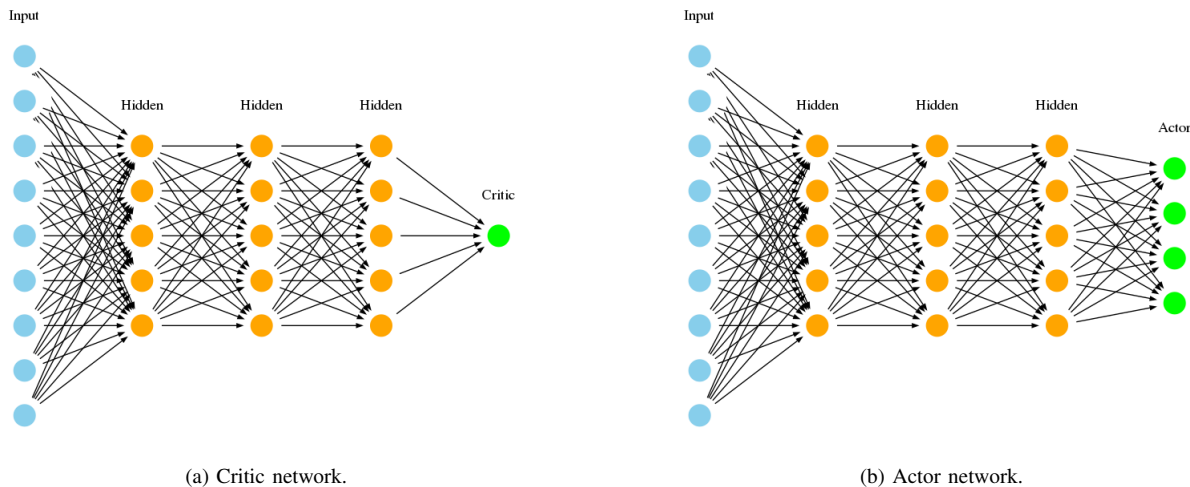 Input
Hidden Hidden Hidden
Critic
(a) Critic network.
Input
Hidden Hidden Hidden
Actor
(b) Actor network.